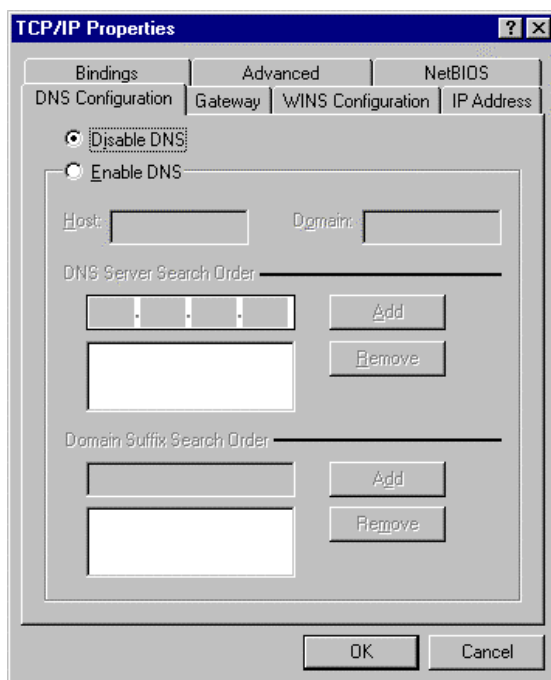 TCP/IP Properties
Bindings Advanced NetBIOS
DNS Configuration Gateway WINS Configuration IP Address
Disable DNS
Enable DNS
Host: Domain:
DNS Server Search Order
. . .
Add
Remove
Domain Suffix Search Order
Add
Remove
OK Cancel